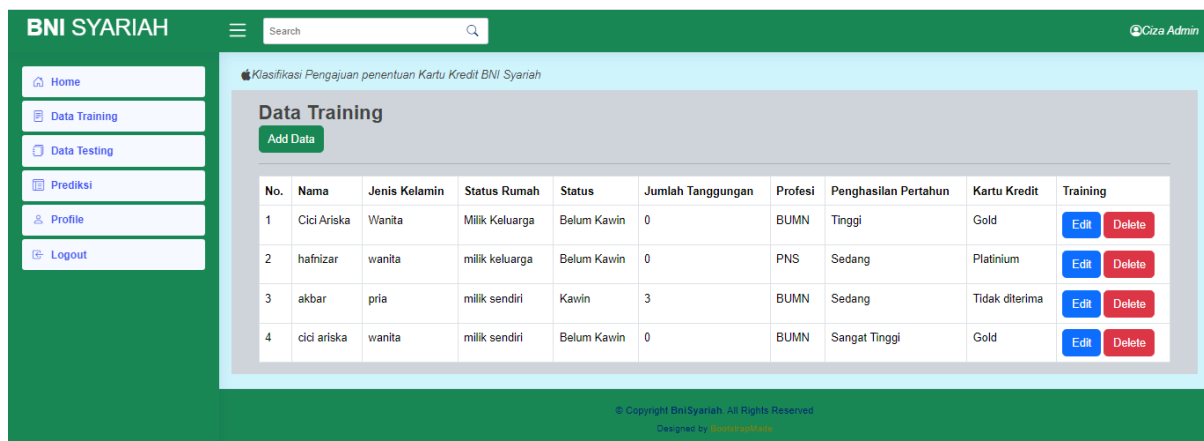 BNI SYARIAH
Search
Ciza Admin
Home
Data Training
Data Testing
Prediksi
Profile
Logout
Klasifikasi Pengajuan penentuan Kartu Kredit BNI Syariah
Data Training
Add Data
No. Nama Jenis Kelamin Status Rumah Status Jumlah Tanggungan Profesi Penghasilan Pertahun Kartu Kredit Training
1 Cici Ariska Wanita Milik Keluarga Belum Kawin 0 BUMN Tinggi Gold Edit Delete
2 hafnizar wanita milik keluarga Belum Kawin 0 PNS Sedang Platinium Edit Delete
3 akbar pria milik sendiri Kawin 3 BUMN Sedang Tidak diterima Edit Delete
4 cici ariska wanita milik sendiri Belum Kawin 0 BUMN Sangat Tinggi Gold Edit Delete
© Copyright BniSyariah. All Rights Reserved
Designed by BootstrapMade